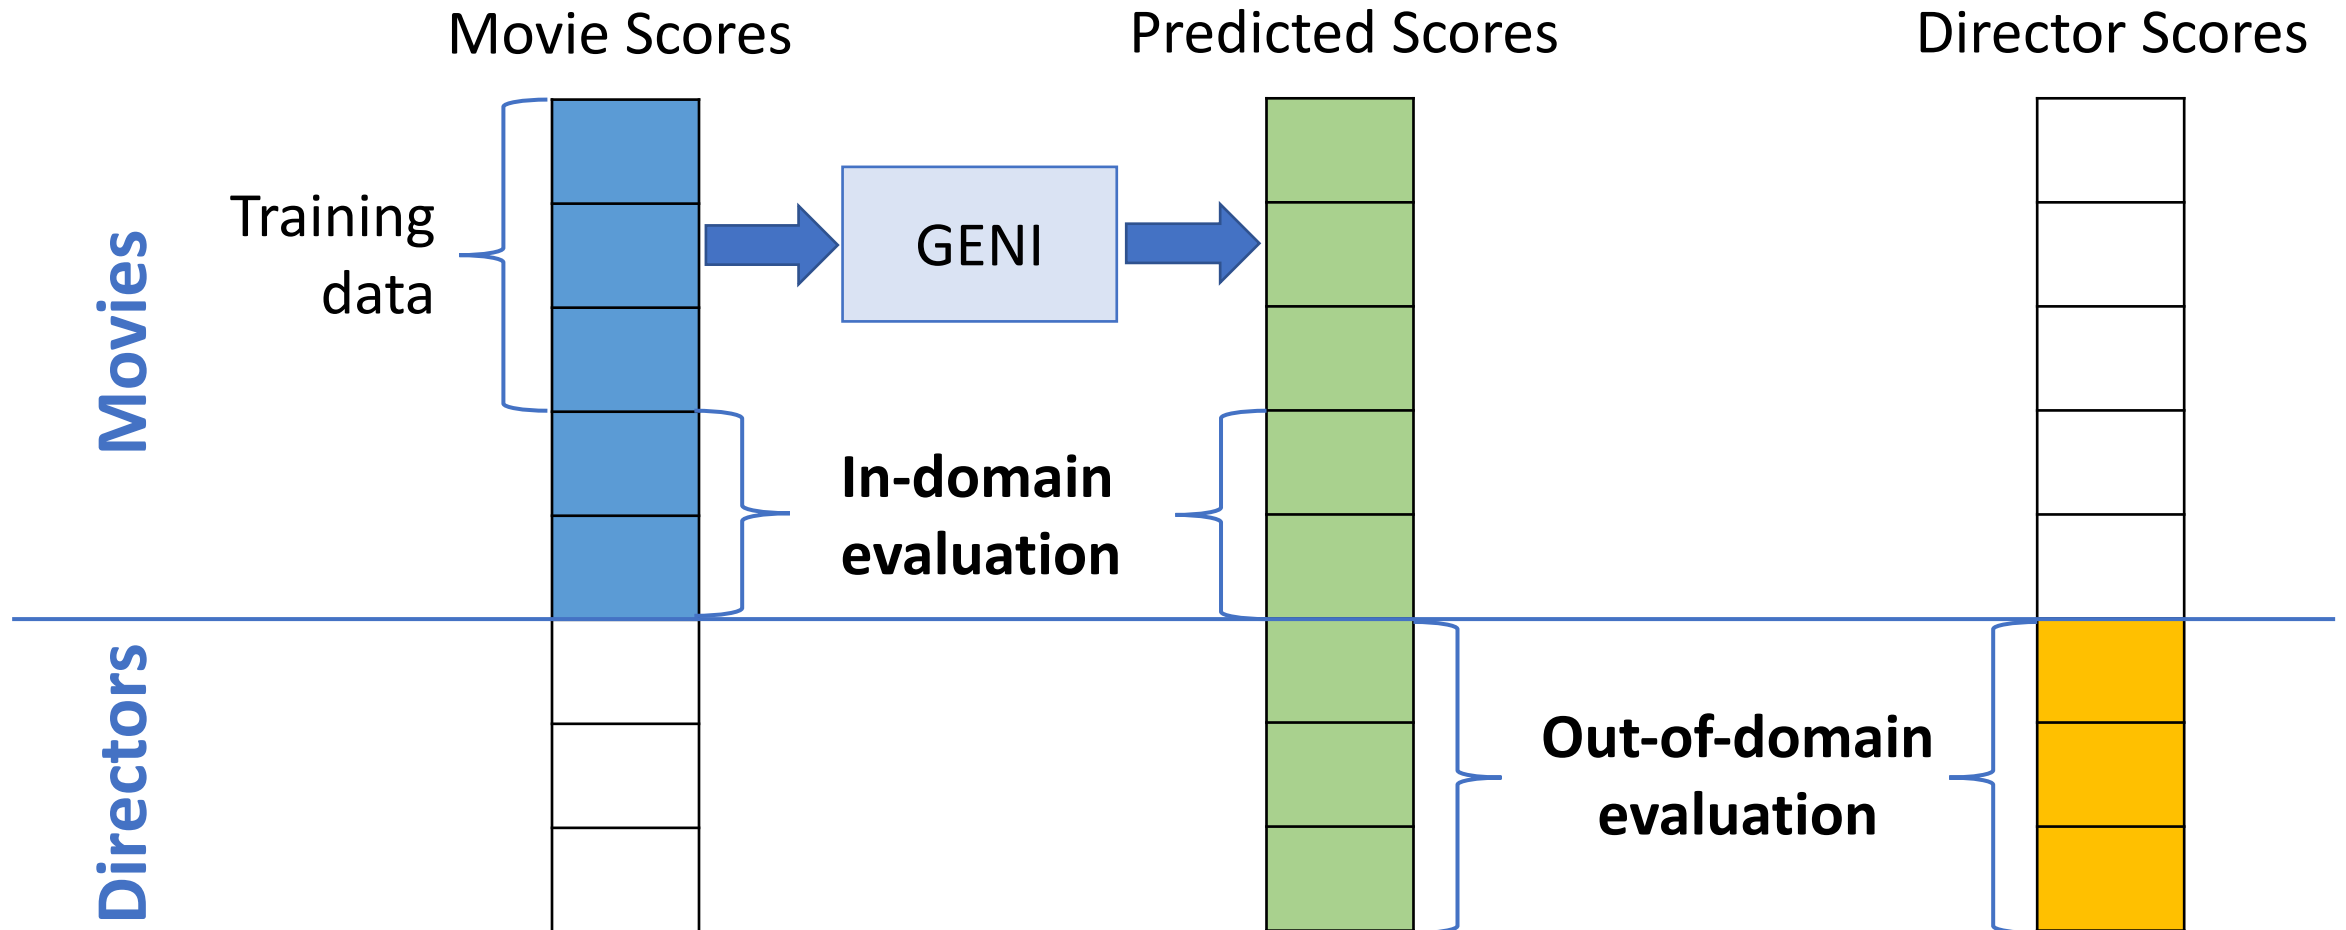 Movie Scores
Predicted Scores
Director Scores
Movies
Training
data
GENI
In-domain
evaluation
Directors
Out-of-domain
evaluation